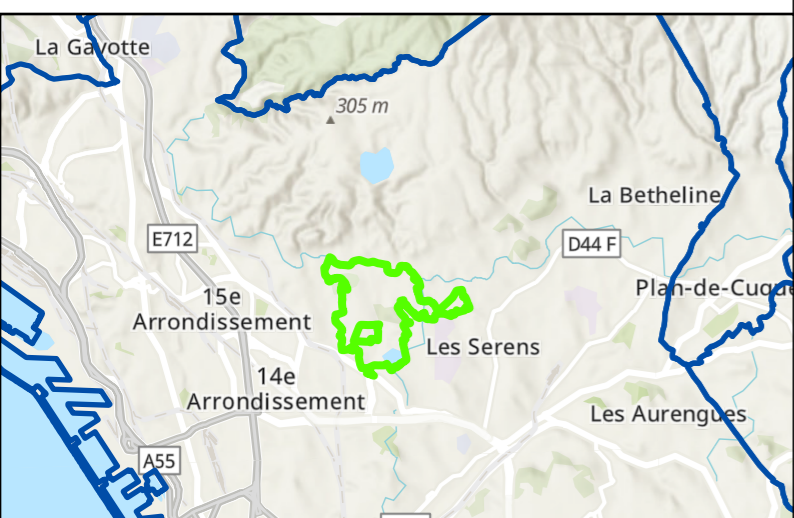 La Gavotte
305 m
La Betheline
E712
D44 F
Plan-de-Cuque
15e
Arrondissement
Les Serens
14e
Arrondissement
Les Aurengues
A55